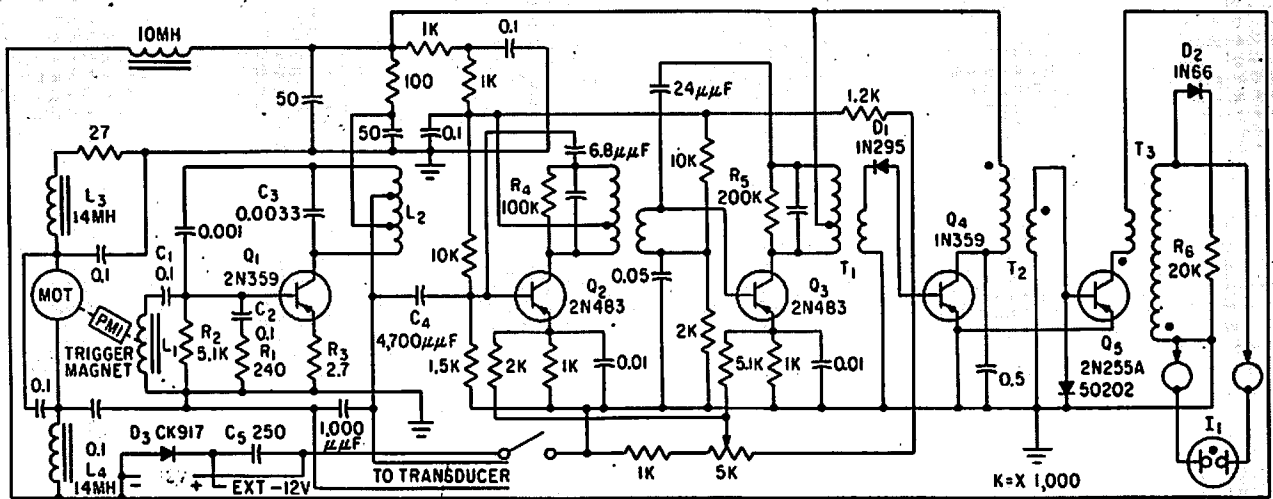 10MH
1K
0.1
1K
100
50
50
0.1
27
L3
14MH
0.1
MOT
PMI
TRIGGER
MAGNET
L1
C1
0.1
0.001
C3
0.0033
L2
Q1
2N359
R2
5.1K
C2
0.1
R1
240
R3
2.7
10K
C4
4,700μμF
6.8μμF
R4
100K
Q2
2N483
1.5K
2K
1K
0.01
24μμF
10K
0.05
2K
R5
200K
Q3
2N483
5.1K
1K
0.01
1.2K
D1
1N295
T1
Q4
1N359
0.5
T2
Q5
2N255A
50202
T3
D2
1N66
R6
20K
I1
0.1
0.1
L4
14MH
D3 CK917
C5 250
-
+
EXT -12V
1,000
μμF
TO TRANSDUCER
1K
5K
K=X 1,000